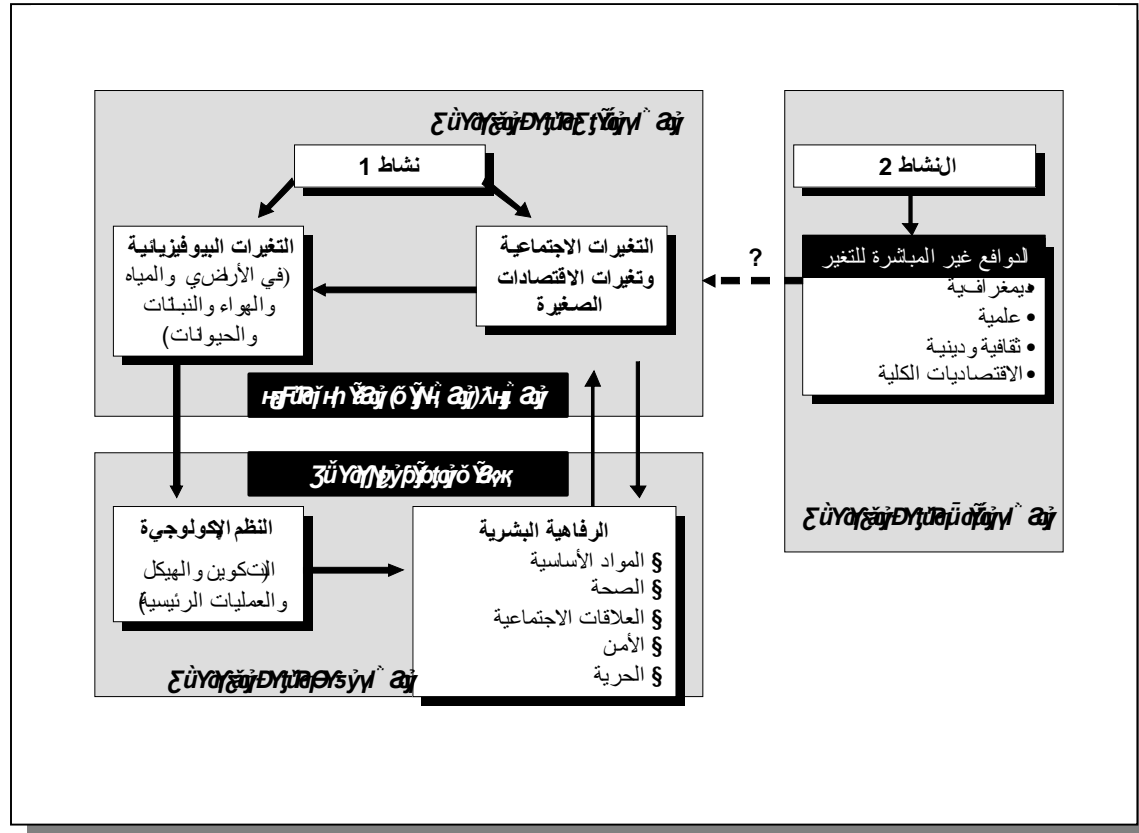 نشاط 1
التغيرات البيوفيزيائية
(في الأراضي والمياه
والهواء والنباتات
والحيوانات)
التغيرات الاجتماعية
وتغيرات الاقتصادات
الصغيرة
?
النشاط 2
الدوافع غير المباشرة للتغير
ديمغرافية
• علمية
• ثقافية ودينية
• الاقتصاديات الكلية
النظم الإيكولوجية
(التكوين والهيكل
والعمليات الرئيسية)
الرفاهية البشرية
§ المواد الأساسية
§ الصحة
§ العلاقات الاجتماعية
§ الأمن
§ الحرية